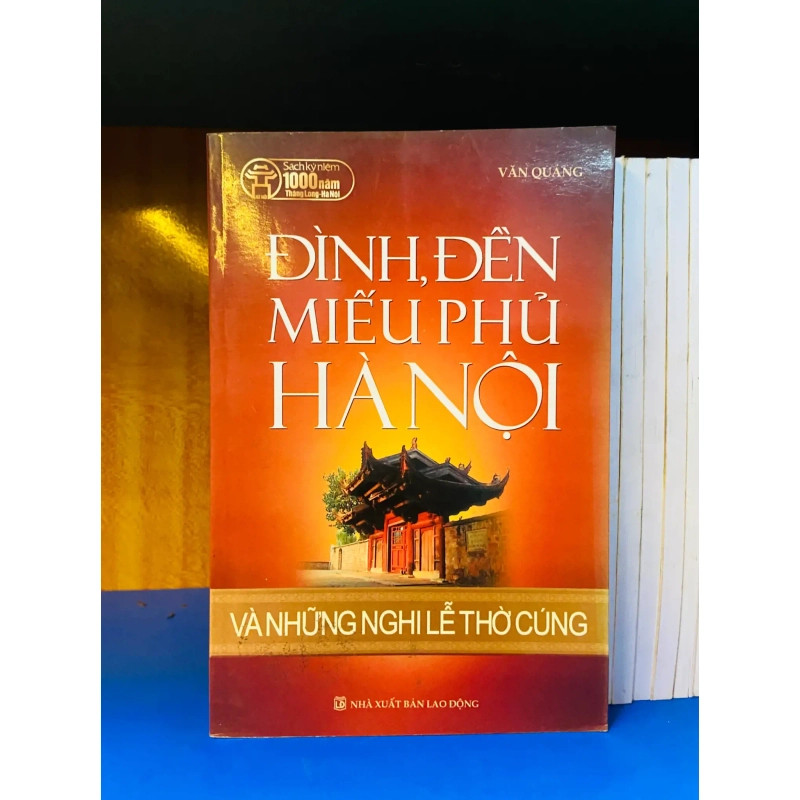 Sách kỷ niệm
1000 năm
Thăng Long - Hà Nội
VĂN QUẢNG
ĐÌNH, ĐỀN
MIẾU PHỦ
HÀ NỘI
VÀ NHỮNG NGHI LỄ THỜ CÚNG
LĐ NHÀ XUẤT BẢN LAO ĐỘNG